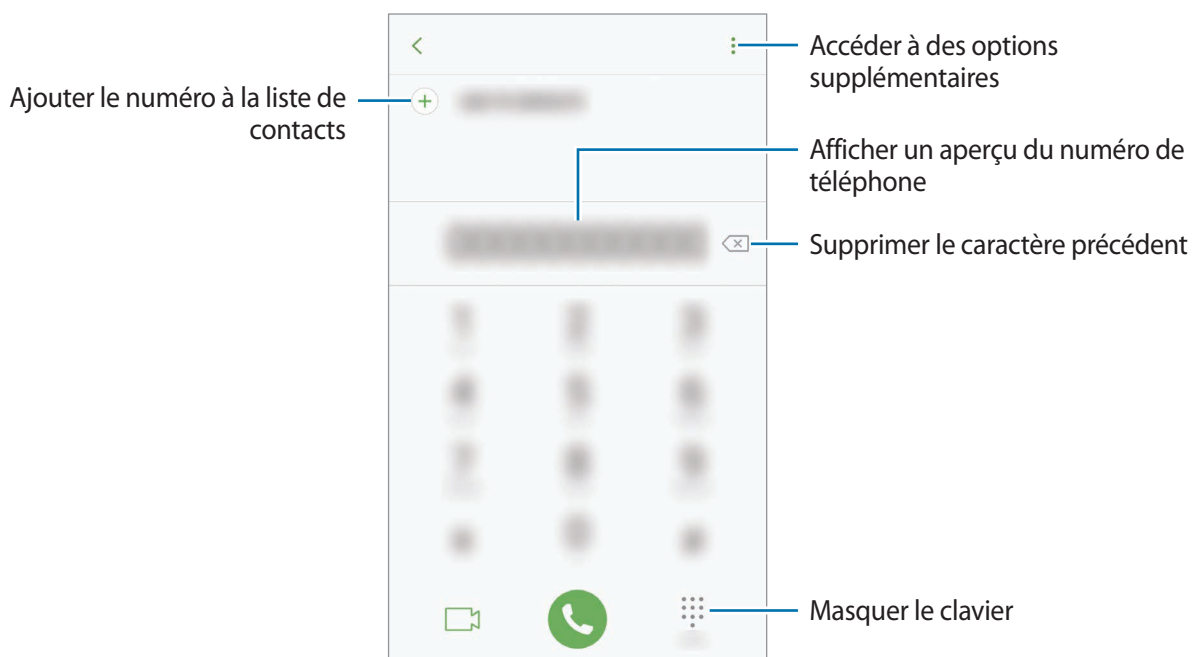 Accéder à des options
supplémentaires
Ajouter le numéro à la liste de
contacts
Afficher un aperçu du numéro de
téléphone
Supprimer le caractère précédent
Masquer le clavier